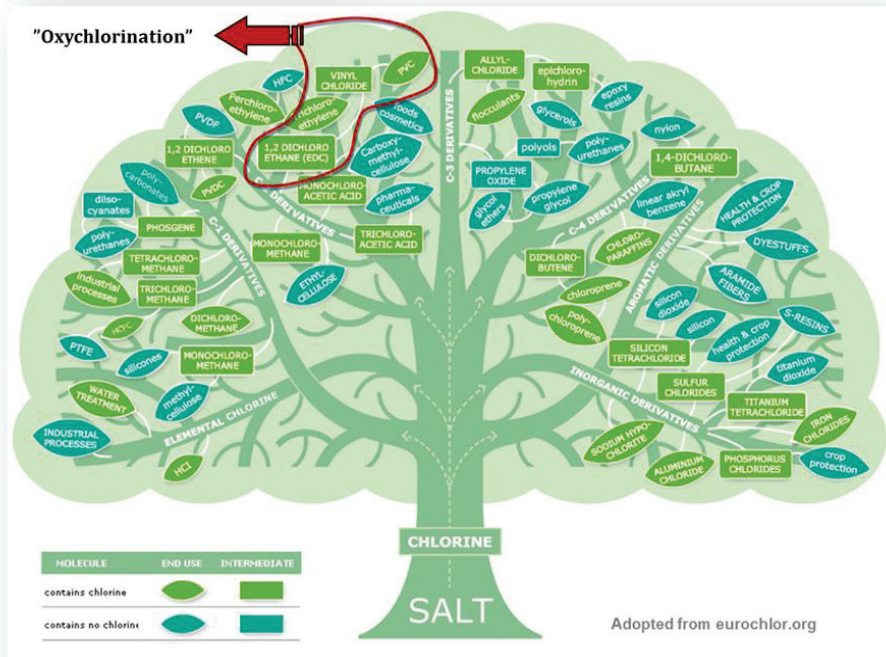 "Oxychlorination"
HFC
VINYL
CHLORIDE
PVC
Perchloro-
ethylene
Trichloro-
ethylene
PVDF
foods
cosmetics
1,2 DICHLORO
ETHENE
1,2 DICHLORO
ETHANE (EDC)
Carboxy-
methyl-
cellulose
poly-
carbonates
PVDC
MONOCHLORO-
ACETIC ACID
pharma-
ceuticals
diiso-
cyanates
PHOSGENE
DERIVATIVES
TRICHLORO-
ACETIC ACID
poly-
urethanes
C-1 DERIVATIVES
MONOCHLORO-
METHANE
TETRACHLORO-
METHANE
industrial
processes
TRICHLORO-
METHANE
ETHYL-
CELLULOSE
HCFC
DICHLORO-
METHANE
PTFE
silicones
MONOCHLORO-
METHANE
WATER
TREATMENT
methyl-
cellulose
ELEMENTAL CHLORINE
INDUSTRIAL
PROCESSES
HCl
C-3 DERIVATIVES
ALLYL-
CHLORIDE
epichloro-
hydrin
flocculants
glycerols
epoxy
resins
polyols
poly-
urethanes
nylon
PROPYLENE
OXIDE
1,4-DICHLORO-
BUTANE
glycol
ethers
propylene
glycol
linear akryl
benzene
HEALTH & CROP
PROTECTION
C-4 DERIVATIVES
CHLORO-
PARAFFINS
DYESTUFFS
DICHLORO-
BUTENE
AROMATIC DERIVATIVES
ARAMIDE
FIBERS
chloroprene
silicon
dioxide
poly-
chloroprene
silicon
S-RESINS
health & crop
protection
SILICON
TETRACHLORIDE
titanium
dioxide
INORGANIC DERIVATIVES
SULFUR
CHLORIDES
TITANIUM
TETRACHLORIDE
IRON
CHLORIDES
SODIUM HYPO-
CHLORITE
ALUMINIUM
CHLORIDE
PHOSPHORUS
CHLORIDES
crop
protection
CHLORINE
SALT
MOLECULE END USE INTERMEDIATE
contains chlorine
contains no chlorine
Adopted from eurochlor.org